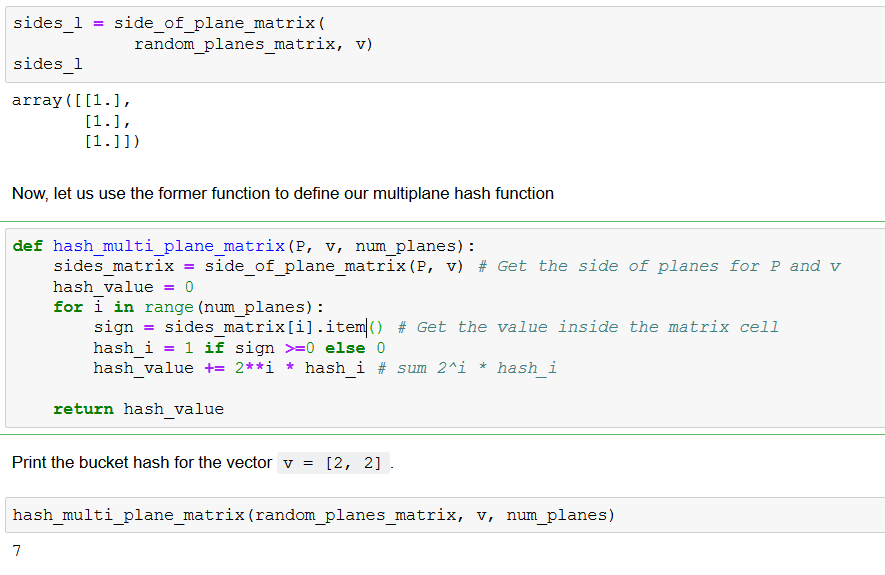 sides_l = side_of_plane_matrix(
            random_planes_matrix, v)
sides_l
array([[1.],
       [1.],
       [1.]])
Now, let us use the former function to define our multiplane hash function
def hash_multi_plane_matrix(P, v, num_planes):
    sides_matrix = side_of_plane_matrix(P, v) # Get the side of planes for P and v
    hash_value = 0
    for i in range(num_planes):
        sign = sides_matrix[i].item() # Get the value inside the matrix cell
        hash_i = 1 if sign >=0 else 0
        hash_value += 2**i * hash_i # sum 2^i * hash_i
    return hash_value
Print the bucket hash for the vector v = [2, 2] .
hash_multi_plane_matrix(random_planes_matrix, v, num_planes)
7